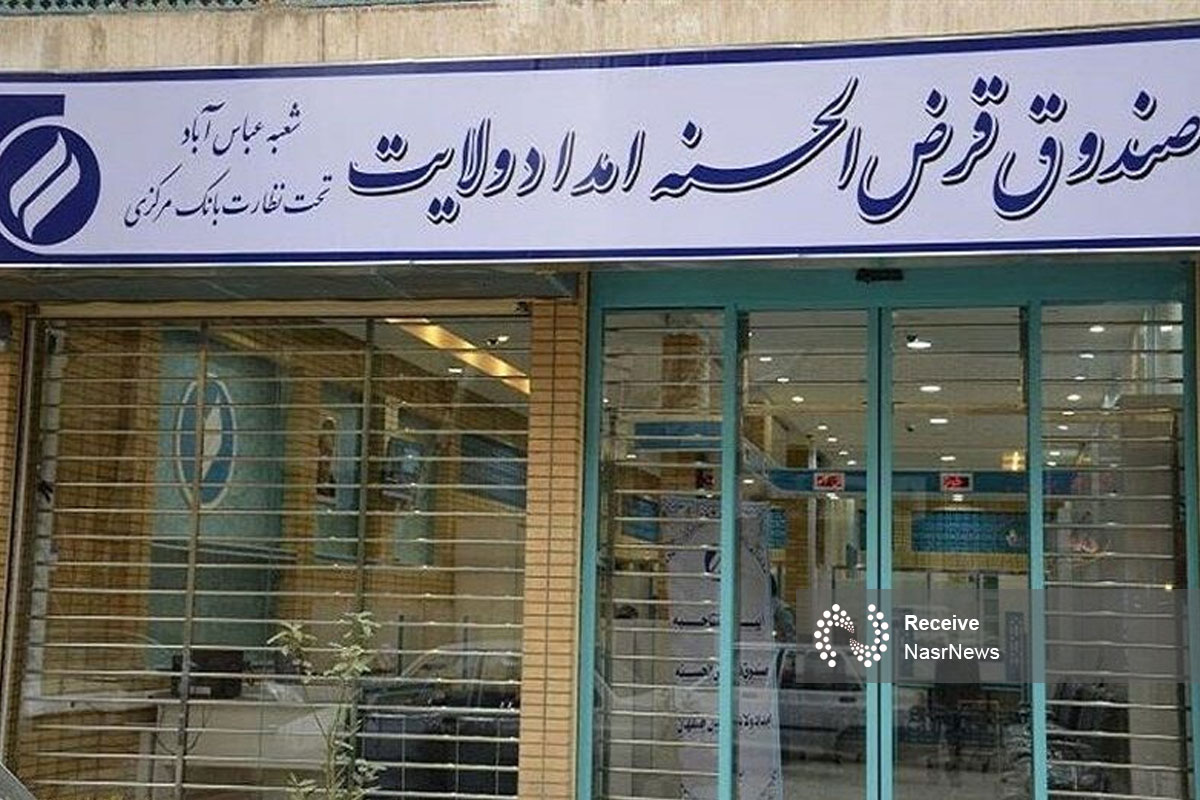 صندوق قرض الحسنه امداد ولایت
شعبه عباس آباد
تحت نظارت بانک مرکزی
Receive
NasrNews